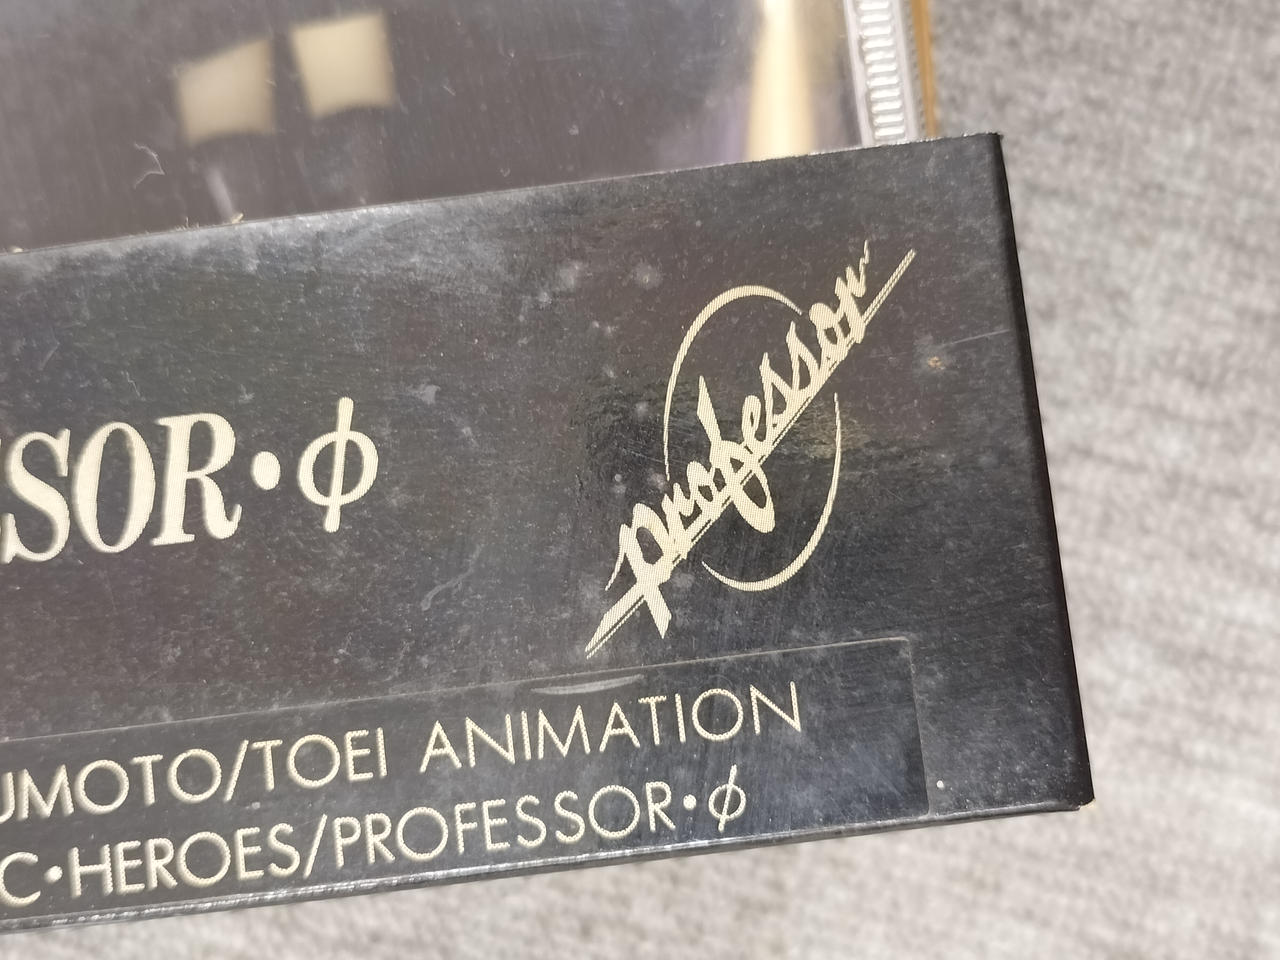 SSOR・φ
professor
UMOTO/TOEI ANIMATION
C・HEROES/PROFESSOR・φ